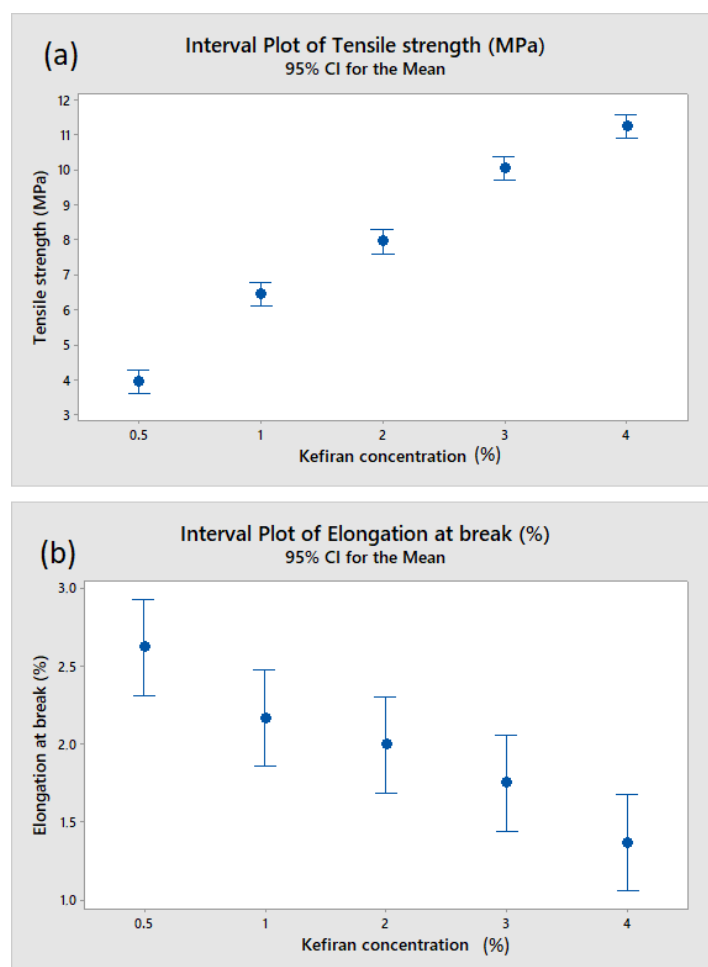 (a)
Interval Plot of Tensile strength (MPa)
95% CI for the Mean
12
11
10
9
8
7
6
5
4
3
Tensile strength (MPa)
0.5 1 2 3 4
Kefiran concentration (%)
(b)
Interval Plot of Elongation at break (%)
95% CI for the Mean
3.0
2.5
2.0
1.5
1.0
Elongation at break (%)
0.5 1 2 3 4
Kefiran concentration (%)